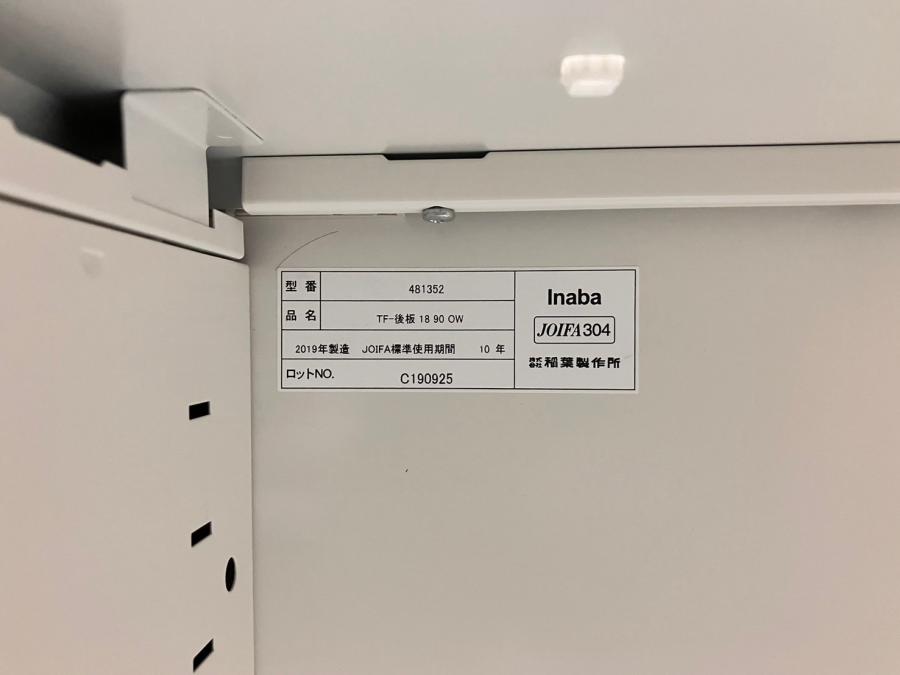 型番 481352
品名 TF-後板 18 90 OW
2019年製造 JOIFA標準使用期間 10 年
ロットNO. C190925
Inaba
JOIFA304
株式会社 稲葉製作所